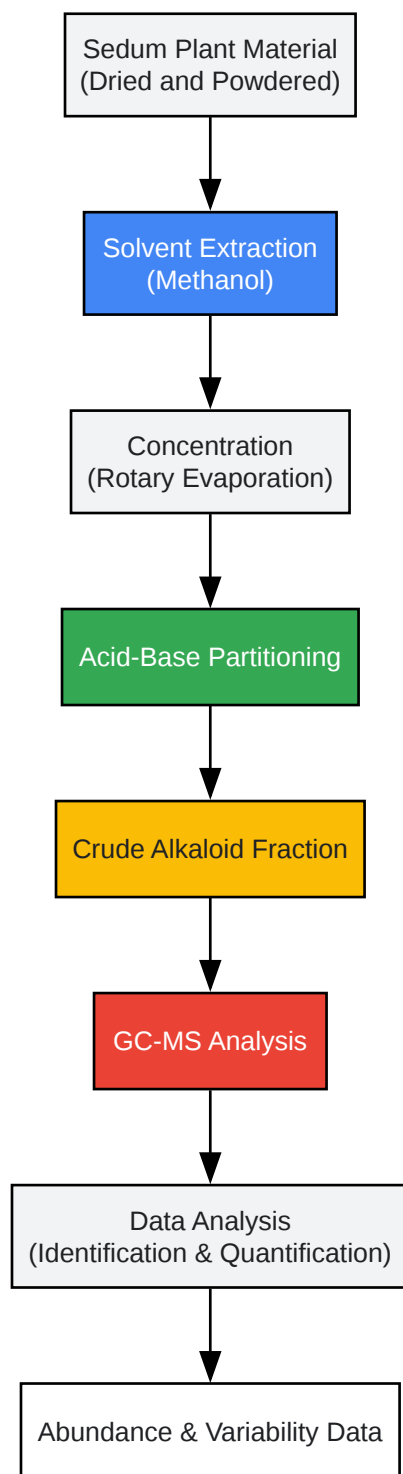 Sedum Plant Material
(Dried and Powdered)
Solvent Extraction
(Methanol)
Concentration
(Rotary Evaporation)
Acid-Base Partitioning
Crude Alkaloid Fraction
GC-MS Analysis
Data Analysis
(Identification & Quantification)
Abundance & Variability Data